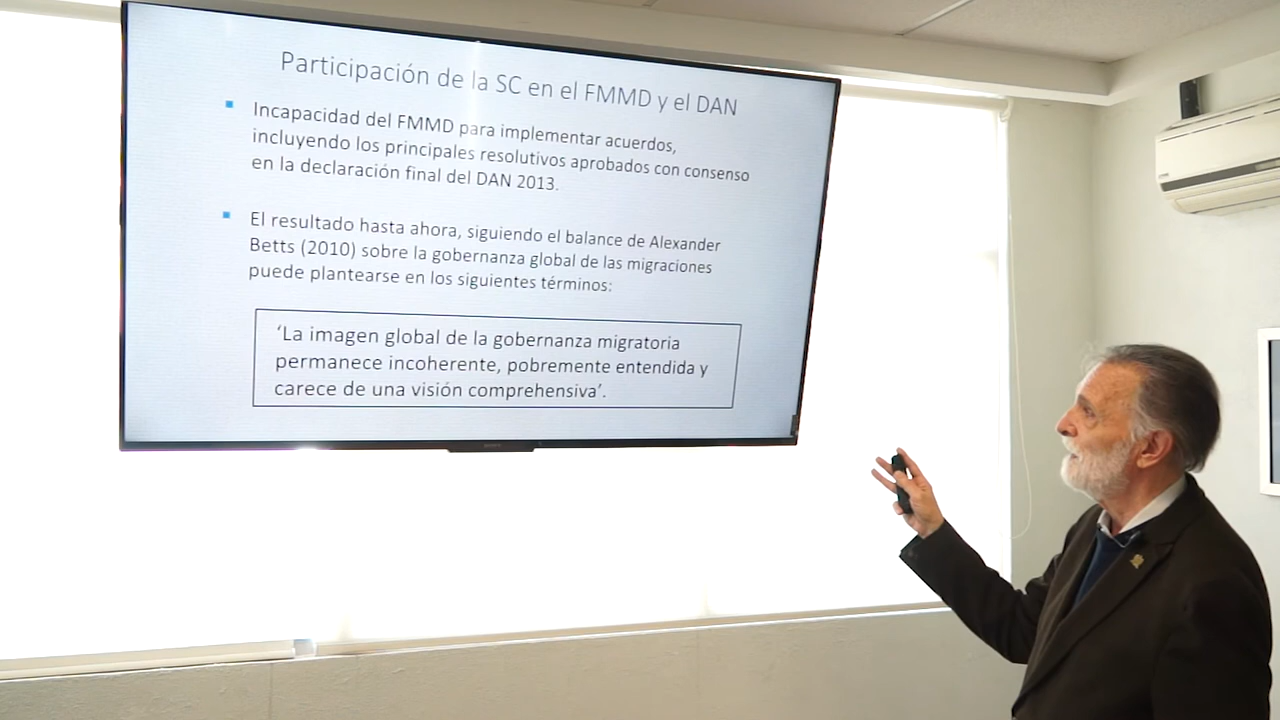 Participación de la SC en el FMMD y el DAN
Incapacidad del FMMD para implementar acuerdos,
incluyendo los principales resolutivos aprobados con consenso
en la declaración final del DAN 2013.
El resultado hasta ahora, siguiendo el balance de Alexander
Betts (2010) sobre la gobernanza global de las migraciones
puede plantearse en los siguientes términos:
‘La imagen global de la gobernanza migratoria
permanece incoherente, pobremente entendida y
carece de una visión comprehensiva’.